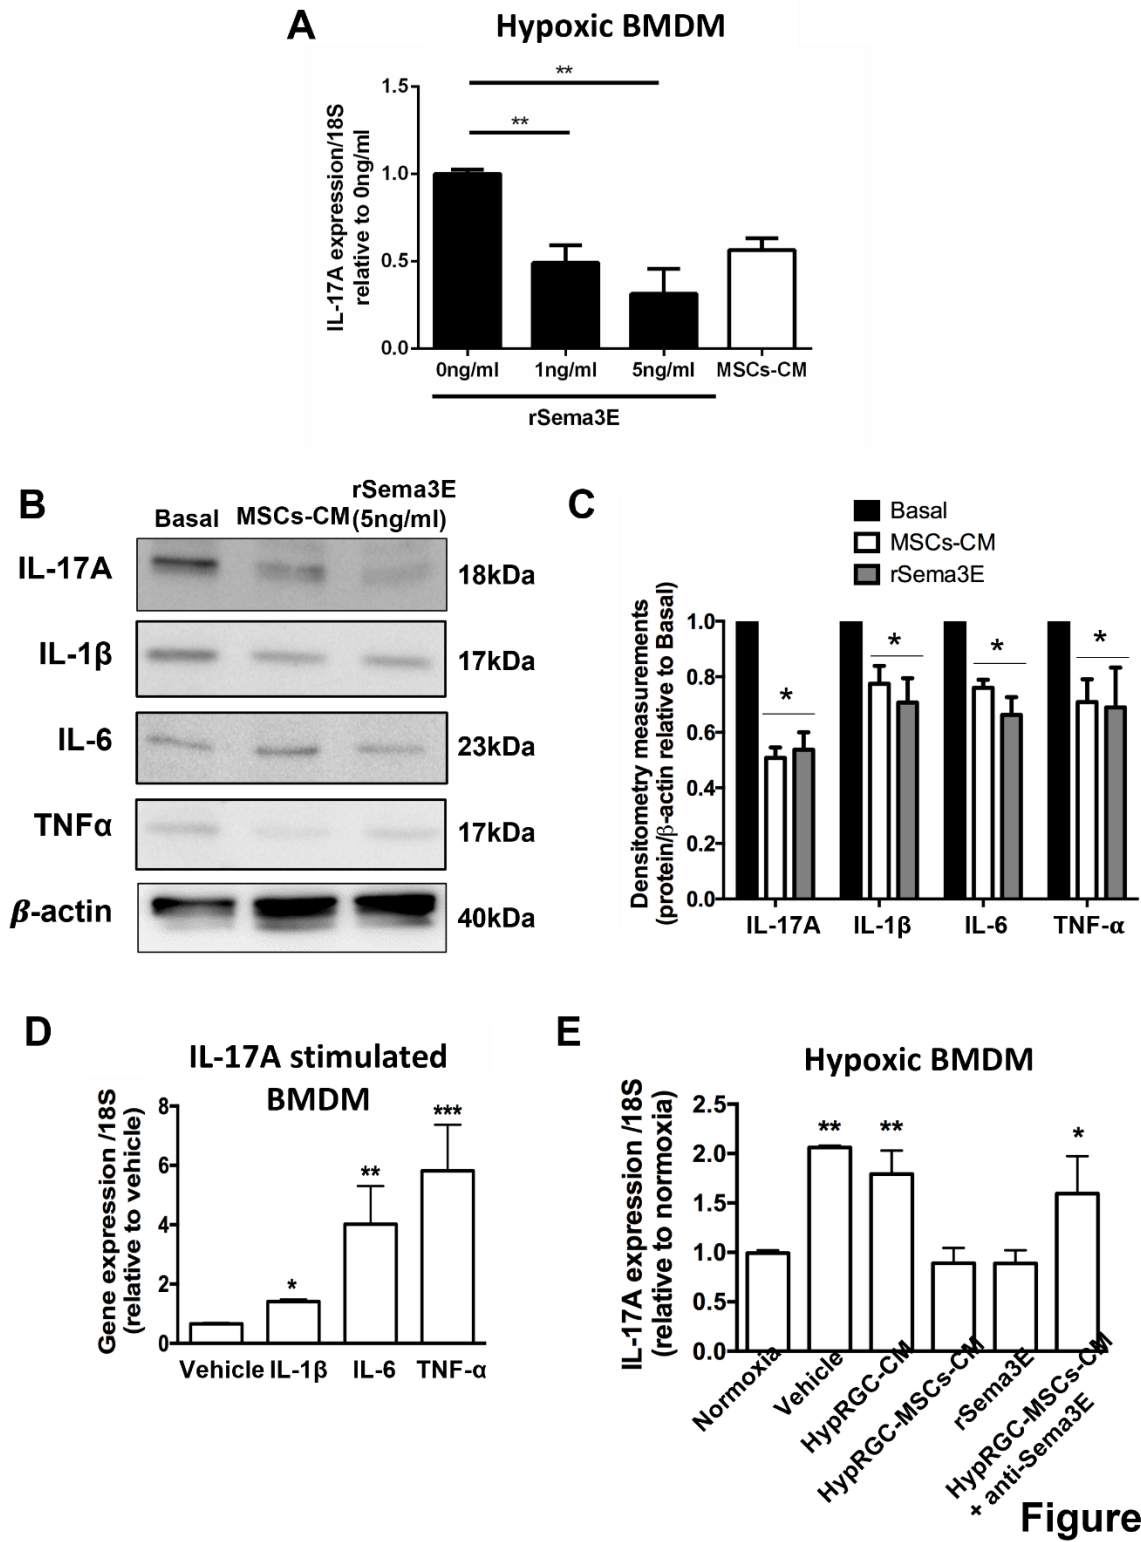 A
Hypoxic BMDM
IL-17A expression/18S
relative to 0ng/ml
1.5
1.0
0.5
0.0
**
**
0ng/ml 1ng/ml 5ng/ml MSCs-CM
rSema3E
B
Basal MSCs-CM rSema3E
(5ng/ml)
IL-17A 18kDa
IL-1β 17kDa
IL-6 23kDa
TNFα 17kDa
β-actin 40kDa
C
Basal
MSCs-CM
rSema3E
Densitometry measurements
(protein/β-actin relative to Basal)
1.0
0.8
0.6
0.4
0.2
0.0
*
*
*
*
IL-17A IL-1β IL-6 TNF-α
D
IL-17A stimulated
BMDM
Gene expression /18S
(relative to vehicle)
8
6
4
2
0
*
**
***
Vehicle IL-1β IL-6 TNF-α
E
Hypoxic BMDM
IL-17A expression /18S
(relative to normoxia)
2.5
2.0
1.5
1.0
0.5
0.0
**
**
*
Normoxia
Vehicle
HypRGC-CM
HypRGC-MSCs-CM
rSema3E
HypRGC-MSCs-CM
+ anti-Sema3E
Figure